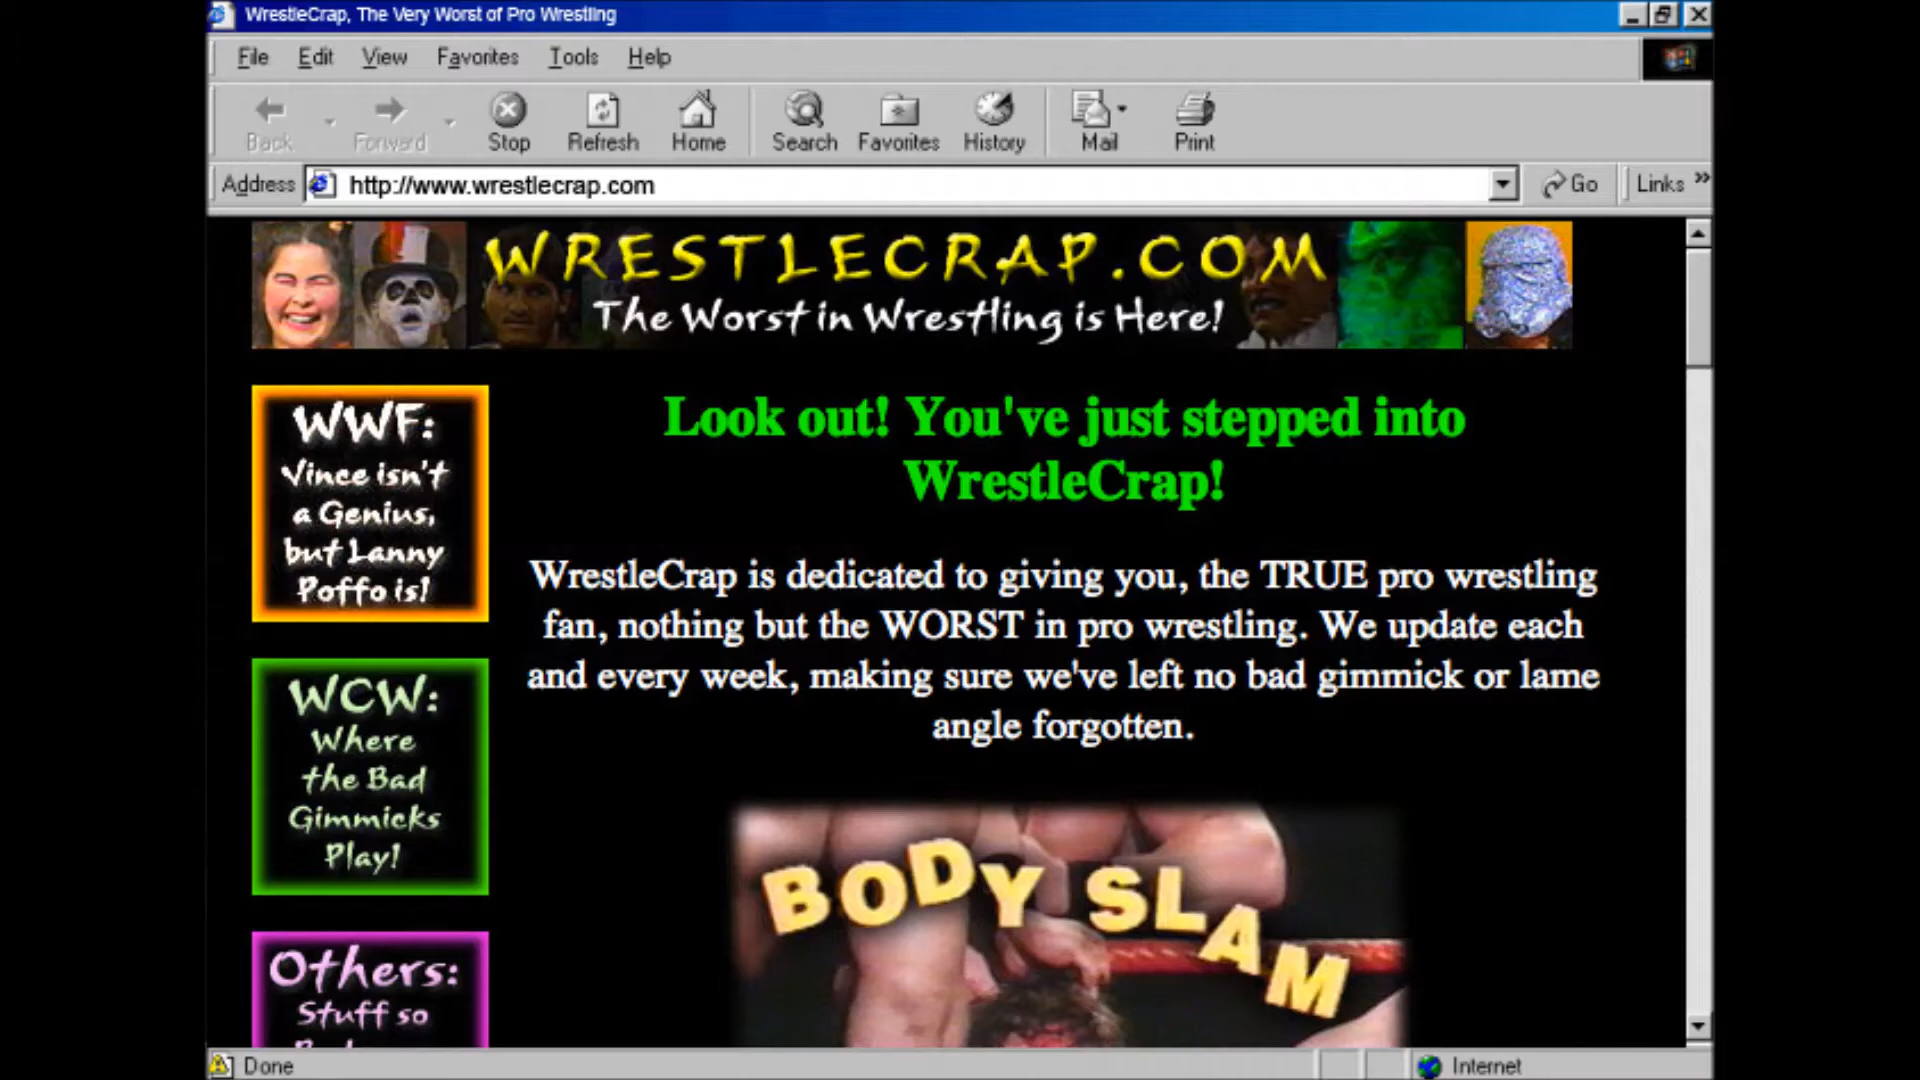 WrestleCrap, The Very Worst of Pro Wrestling
File Edit View Favorites Tools Help
Back Forward Stop Refresh Home Search Favorites History Mail Print
Address http://www.wrestlecrap.com Go Links »
WRESTLECRAP.COM
The Worst in Wrestling is Here!
WWF:
Vince isn't
a Genius,
but Lanny
Poffo is!
WCW:
Where
the Bad
Gimmicks
Play!
Others:
Stuff so
Look out! You've just stepped into
WrestleCrap!
WrestleCrap is dedicated to giving you, the TRUE pro wrestling
fan, nothing but the WORST in pro wrestling. We update each
and every week, making sure we've left no bad gimmick or lame
angle forgotten.
BODY SLAM
Done Internet